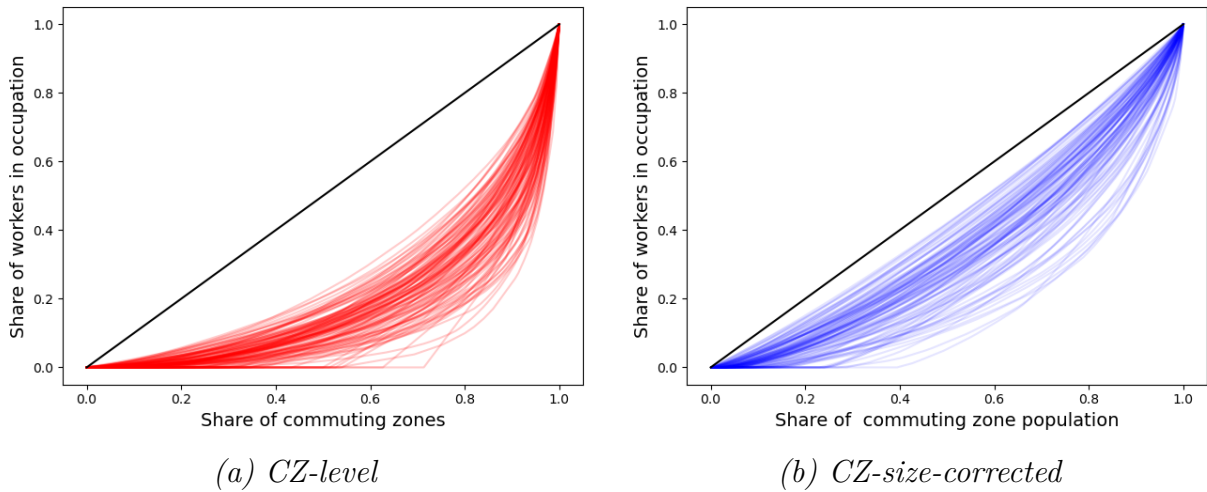 Share of workers in occupation
1.0
0.8
0.6
0.4
0.2
0.0
0.0 0.2 0.4 0.6 0.8 1.0
Share of commuting zones
(a) CZ-level
Share of workers in occupation
1.0
0.8
0.6
0.4
0.2
0.0
0.0 0.2 0.4 0.6 0.8 1.0
Share of  commuting zone population
(b) CZ-size-corrected